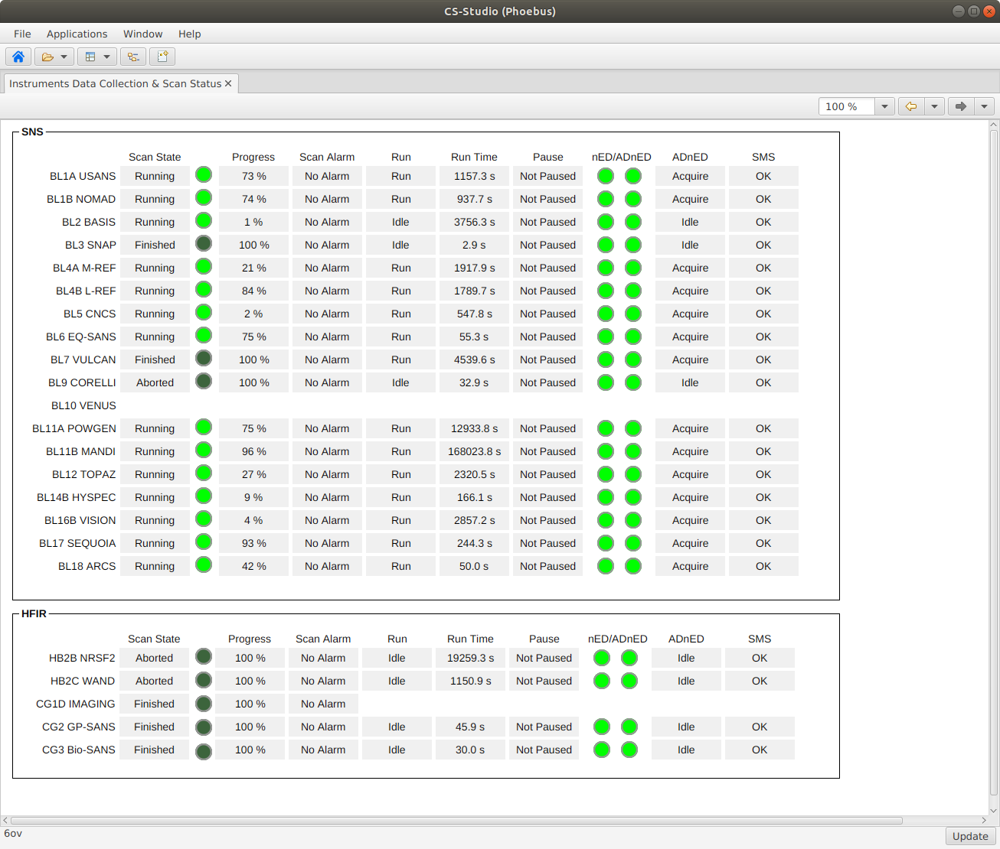 CS-Studio (Phoebus)
File Applications Window Help
Instruments Data Collection & Scan Status
100 %
SNS
Scan State Progress Scan Alarm Run Run Time Pause nED/ADnED ADnED SMS
BL1A USANS Running 73 % No Alarm Run 1157.3 s Not Paused Acquire OK
BL1B NOMAD Running 74 % No Alarm Run 937.7 s Not Paused Acquire OK
BL2 BASIS Running 1 % No Alarm Idle 3756.3 s Not Paused Idle OK
BL3 SNAP Finished 100 % No Alarm Idle 2.9 s Not Paused Idle OK
BL4A M-REF Running 21 % No Alarm Run 1917.9 s Not Paused Acquire OK
BL4B L-REF Running 84 % No Alarm Run 1789.7 s Not Paused Acquire OK
BL5 CNCS Running 2 % No Alarm Run 547.8 s Not Paused Acquire OK
BL6 EQ-SANS Running 75 % No Alarm Run 55.3 s Not Paused Acquire OK
BL7 VULCAN Finished 100 % No Alarm Run 4539.6 s Not Paused Acquire OK
BL9 CORELLI Aborted 100 % No Alarm Idle 32.9 s Not Paused Idle OK
BL10 VENUS
BL11A POWGEN Running 75 % No Alarm Run 12933.8 s Not Paused Acquire OK
BL11B MANDI Running 96 % No Alarm Run 168023.8 s Not Paused Acquire OK
BL12 TOPAZ Running 27 % No Alarm Run 2320.5 s Not Paused Acquire OK
BL14B HYSPEC Running 9 % No Alarm Run 166.1 s Not Paused Acquire OK
BL16B VISION Running 4 % No Alarm Run 2857.2 s Not Paused Acquire OK
BL17 SEQUOIA Running 93 % No Alarm Run 244.3 s Not Paused Acquire OK
BL18 ARCS Running 42 % No Alarm Run 50.0 s Not Paused Acquire OK
HFIR
Scan State Progress Scan Alarm Run Run Time Pause nED/ADnED ADnED SMS
HB2B NRSF2 Aborted 100 % No Alarm Idle 19259.3 s Not Paused Idle OK
HB2C WAND Aborted 100 % No Alarm Idle 1150.9 s Not Paused Idle OK
CG1D IMAGING Finished 100 % No Alarm
CG2 GP-SANS Finished 100 % No Alarm Idle 45.9 s Not Paused Idle OK
CG3 Bio-SANS Finished 100 % No Alarm Idle 30.0 s Not Paused Idle OK
6ov Update